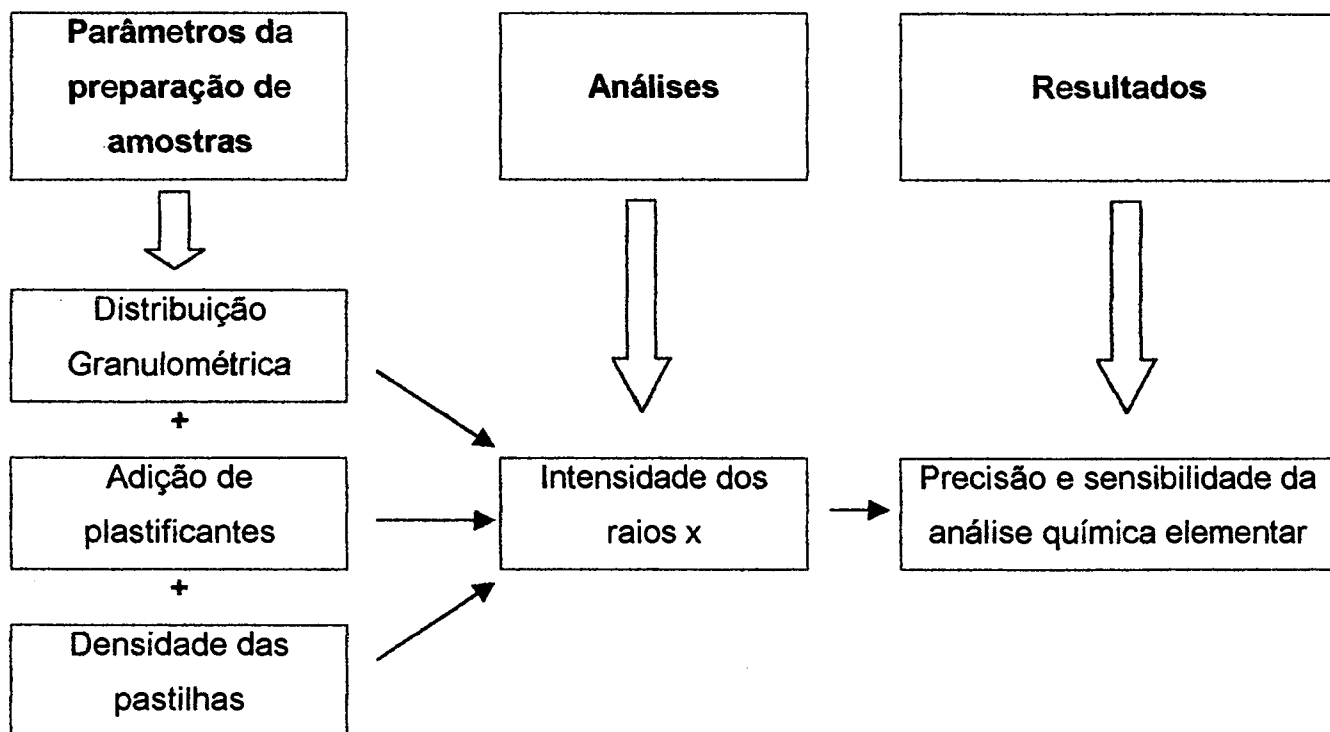 Parâmetros da
preparação de
amostras
Análises
Resultados
Distribuição
Granulométrica
+
Adição de
plastificantes
+
Densidade das
pastilhas
Intensidade dos
raios x
Precisão e sensibilidade da
análise química elementar